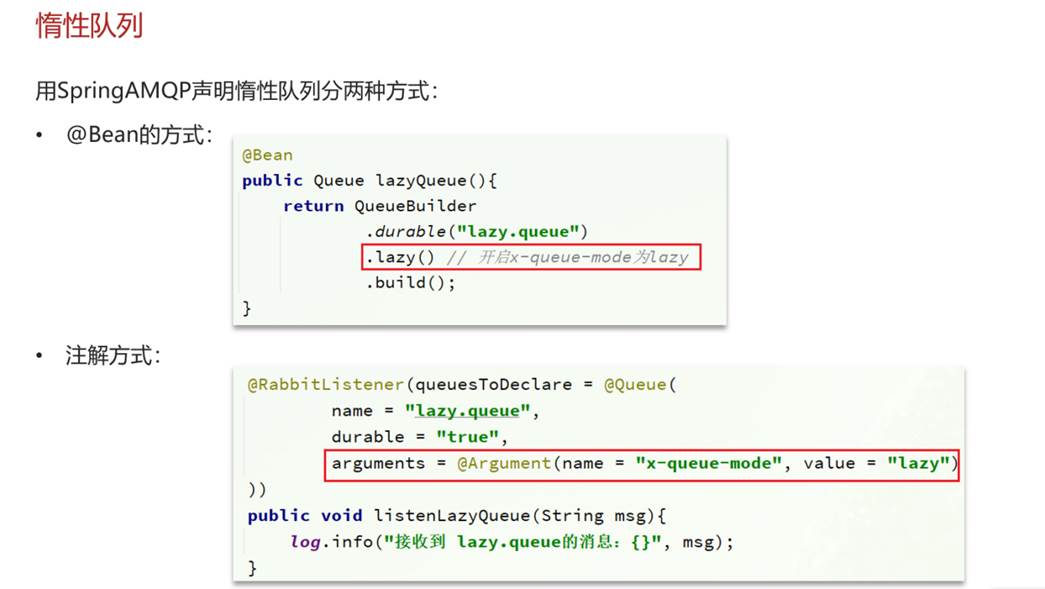 惰性队列
用SpringAMQP声明惰性队列分两种方式：
• @Bean的方式：
@Bean
public Queue lazyQueue(){
return QueueBuilder
.durable("lazy.queue")
.lazy() // 开启x-queue-mode为lazy
.build();
}
• 注解方式：
@RabbitListener(queuesToDeclare = @Queue(
name = "lazy.queue",
durable = "true",
arguments = @Argument(name = "x-queue-mode", value = "lazy")
))
public void listenLazyQueue(String msg){
log.info("接收到 lazy.queue的消息：{}", msg);
}